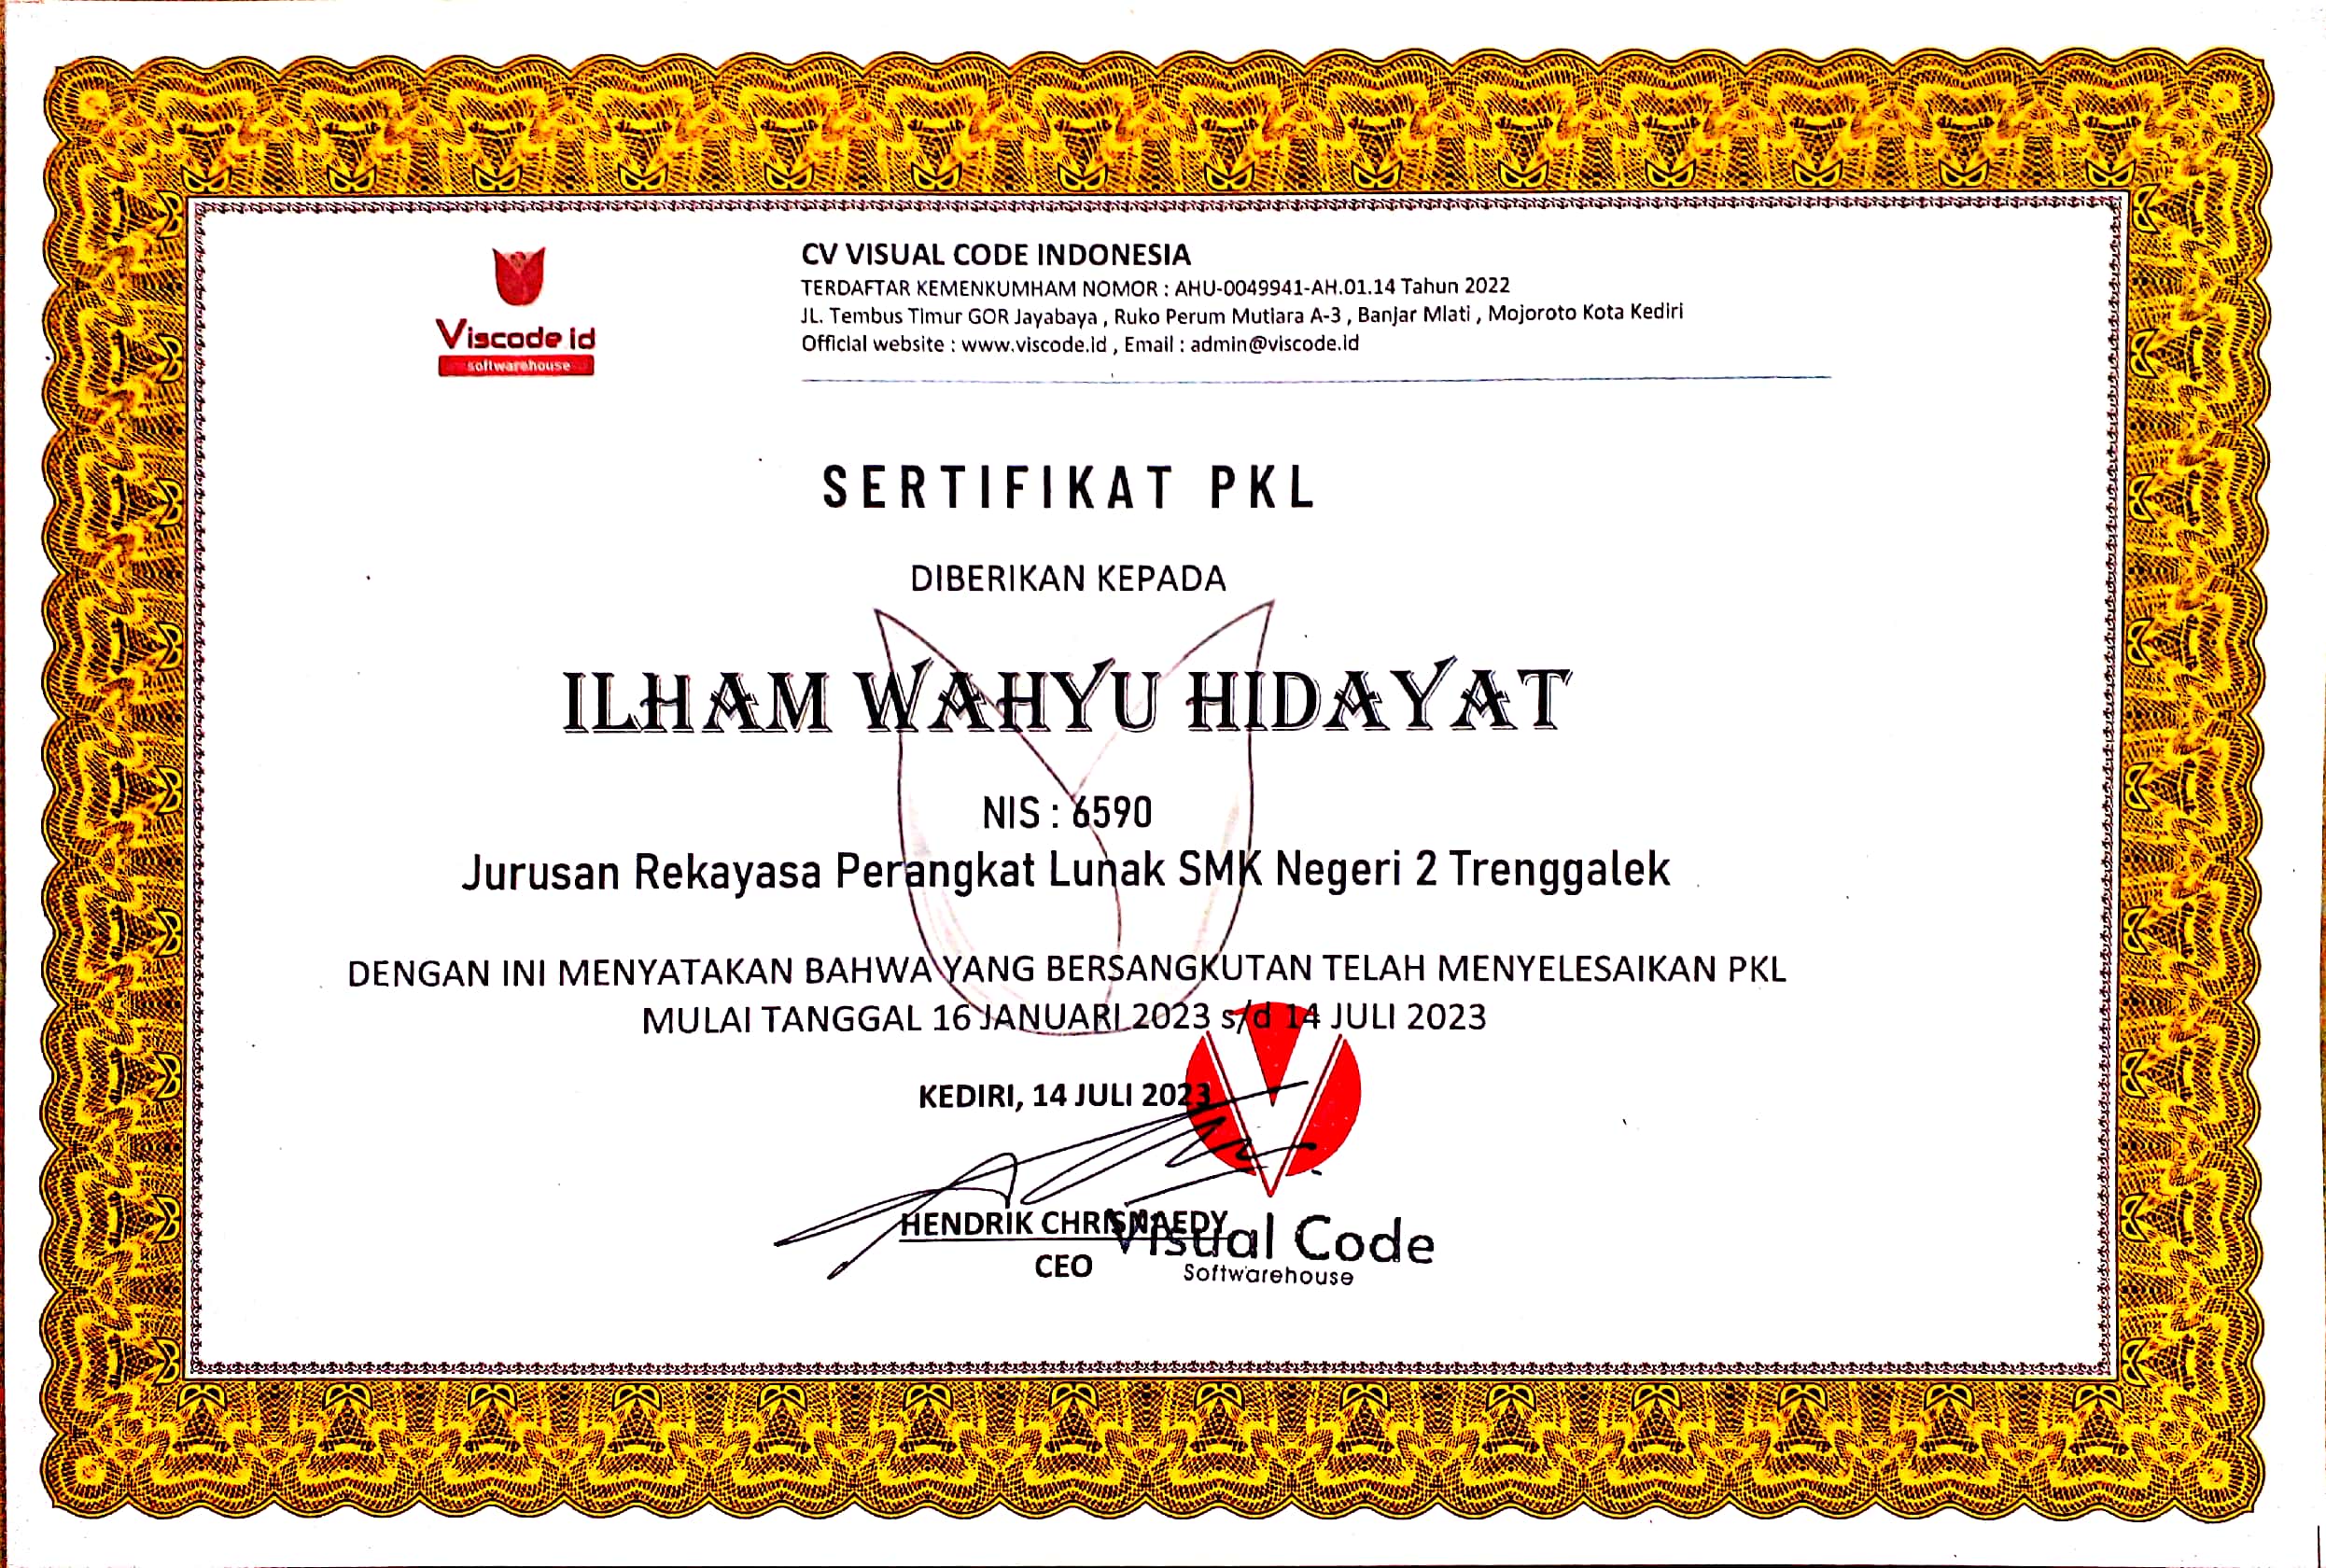 Viscode id
softwarehouse
CV VISUAL CODE INDONESIA
TERDAFTAR KEMENKUMHAM NOMOR : AHU-0049941-AH.01.14 Tahun 2022
JL. Tembus Timur GOR Jayabaya , Ruko Perum Mutiara A-3 , Banjar Mlati , Mojoroto Kota Kediri
Official website : www.viscode.id , Email : admin@viscode.id
SERTIFIKAT PKL
DIBERIKAN KEPADA
ILHAM WAHYU HIDAYAT
NIS : 6590
Jurusan Rekayasa Perangkat Lunak SMK Negeri 2 Trenggalek
DENGAN INI MENYATAKAN BAHWA YANG BERSANGKUTAN TELAH MENYELESAIKAN PKL
MULAI TANGGAL 16 JANUARI 2023 s/d 14 JULI 2023
KEDIRI, 14 JULI 2023
HENDRIK CHRISMAEDY
CEO
Visual Code
Softwarehouse